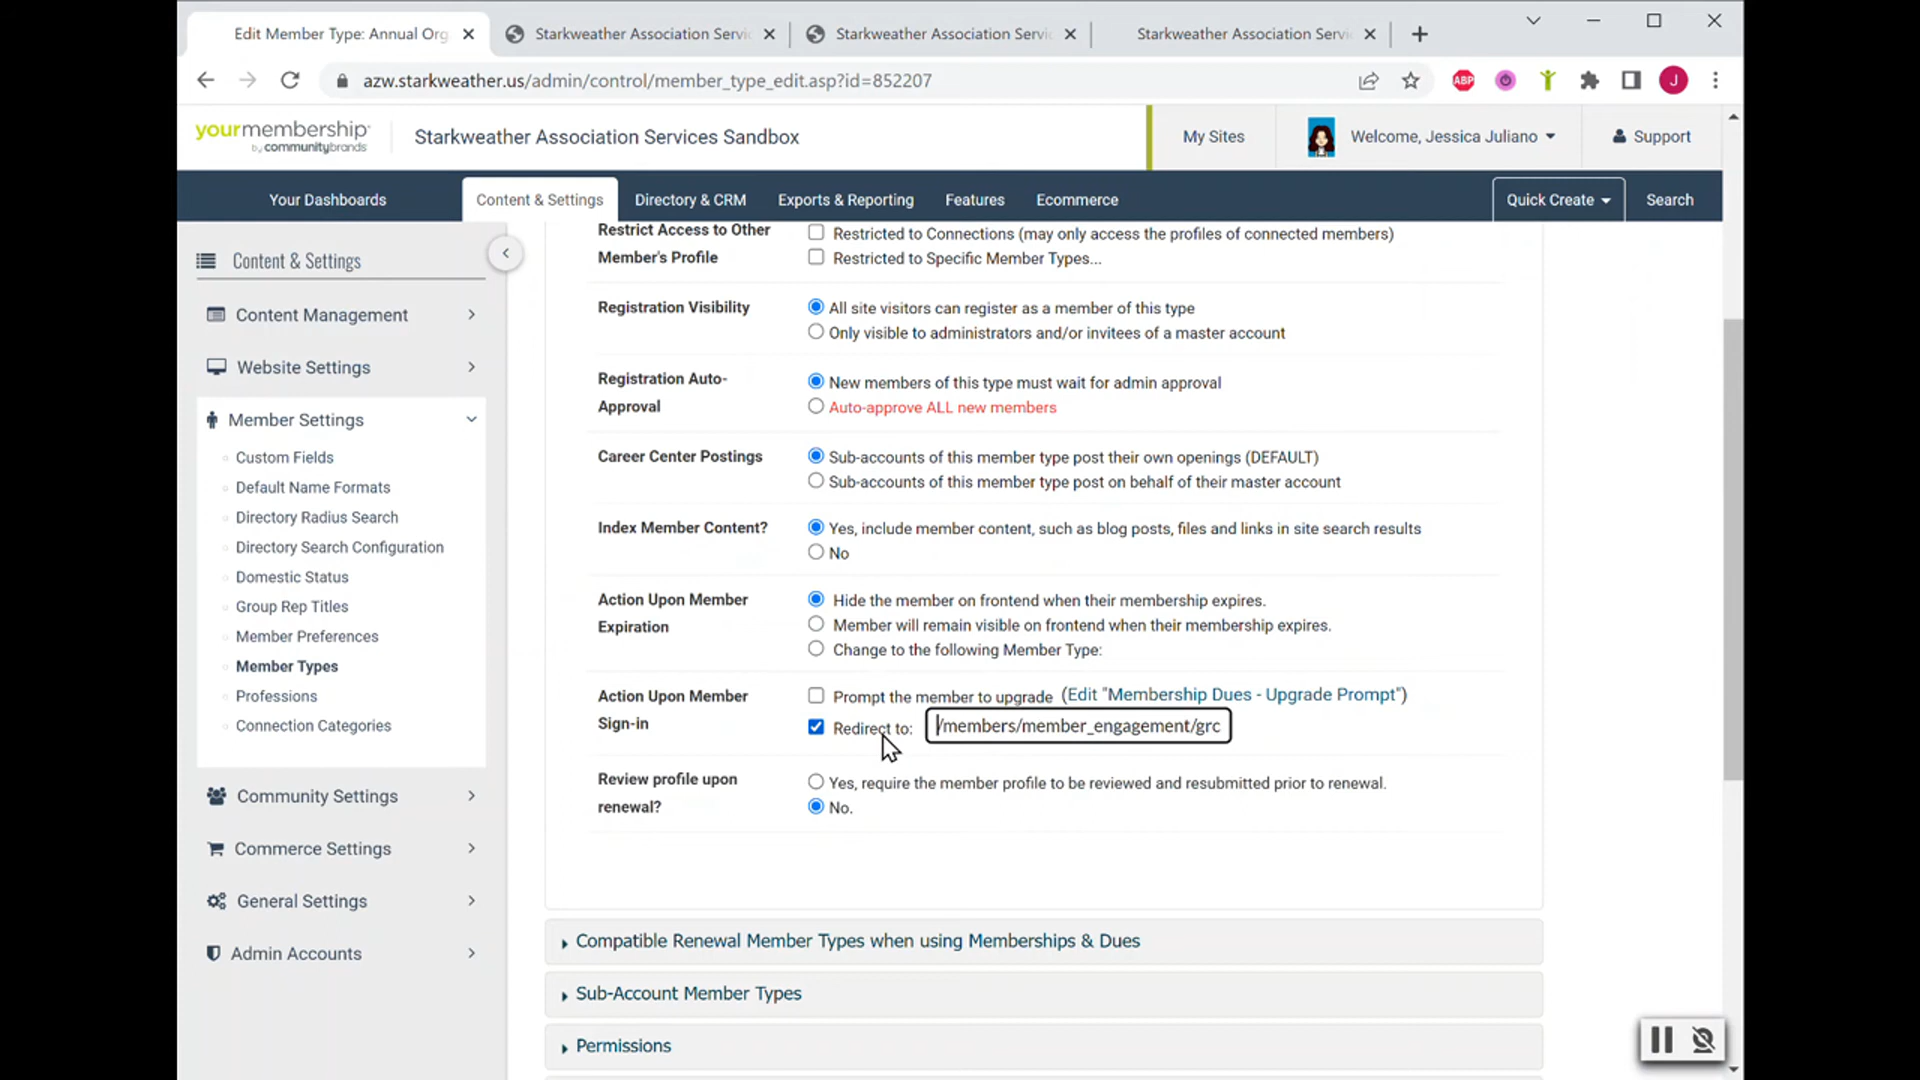 Edit Member Type: Annual Org
Starkweather Association Servi
Starkweather Association Servi
Starkweather Association Servi
azw.starkweather.us/admin/control/member_type_edit.asp?id=852207
ABP
J
yourmembership
by communitybrands
Starkweather Association Services Sandbox
My Sites
Welcome, Jessica Juliano
Support
Your Dashboards
Content & Settings
Directory & CRM
Exports & Reporting
Features
Ecommerce
Quick Create
Search
Content & Settings
Content Management
Website Settings
Member Settings
Custom Fields
Default Name Formats
Directory Radius Search
Directory Search Configuration
Domestic Status
Group Rep Titles
Member Preferences
Member Types
Professions
Connection Categories
Community Settings
Commerce Settings
General Settings
Admin Accounts
Restrict Access to Other
Member's Profile
Restricted to Connections (may only access the profiles of connected members)
Restricted to Specific Member Types...
Registration Visibility
All site visitors can register as a member of this type
Only visible to administrators and/or invitees of a master account
Registration Auto-
Approval
New members of this type must wait for admin approval
Auto-approve ALL new members
Career Center Postings
Sub-accounts of this member type post their own openings (DEFAULT)
Sub-accounts of this member type post on behalf of their master account
Index Member Content?
Yes, include member content, such as blog posts, files and links in site search results
No
Action Upon Member
Expiration
Hide the member on frontend when their membership expires.
Member will remain visible on frontend when their membership expires.
Change to the following Member Type:
Action Upon Member
Sign-in
Prompt the member to upgrade (Edit "Membership Dues - Upgrade Prompt")
Redirect to: /members/member_engagement/grc
Review profile upon
renewal?
Yes, require the member profile to be reviewed and resubmitted prior to renewal.
No.
Compatible Renewal Member Types when using Memberships & Dues
Sub-Account Member Types
Permissions